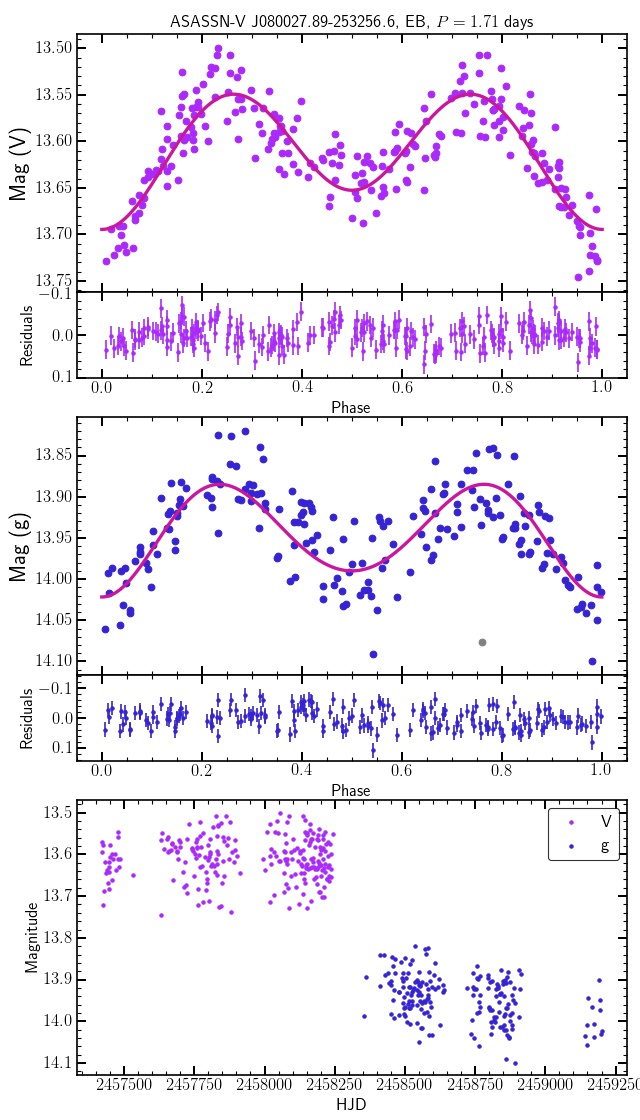 ASASSN-V J080027.89-253256.6, EB, P = 1.71 days
13.50
13.55
13.60
13.65
13.70
13.75
Mag (V)
−0.1
0.0
0.1
Residuals
0.0 0.2 0.4 0.6 0.8 1.0
Phase
13.85
13.90
13.95
14.00
14.05
14.10
Mag (g)
−0.1
0.0
0.1
Residuals
0.0 0.2 0.4 0.6 0.8 1.0
Phase
V
g
13.5
13.6
13.7
13.8
13.9
14.0
14.1
Magnitude
2457500 2457750 2458000 2458250 2458500 2458750 2459000 2459250
HJD